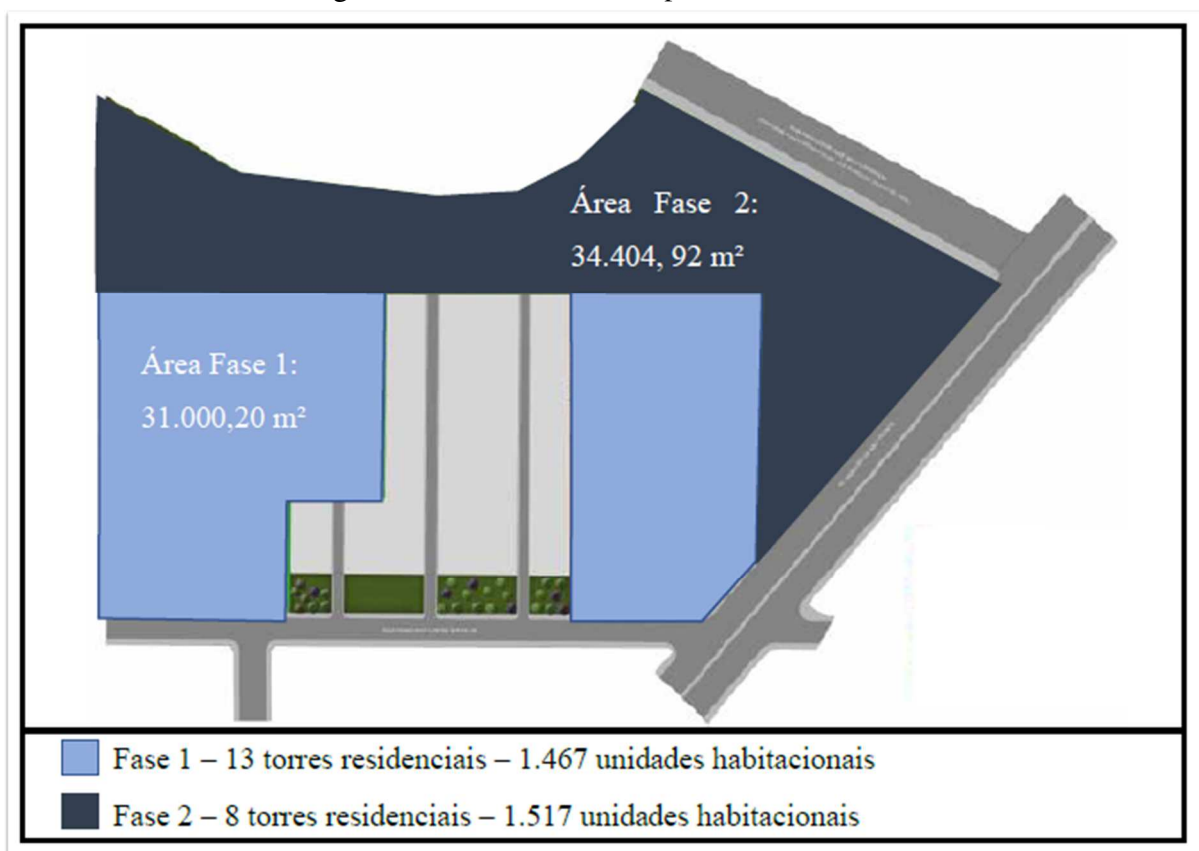 Área Fase 2:
34.404, 92 m²
Área Fase 1:
31.000,20 m²
Fase 1 – 13 torres residenciais – 1.467 unidades habitacionais
Fase 2 – 8 torres residenciais – 1.517 unidades habitacionais